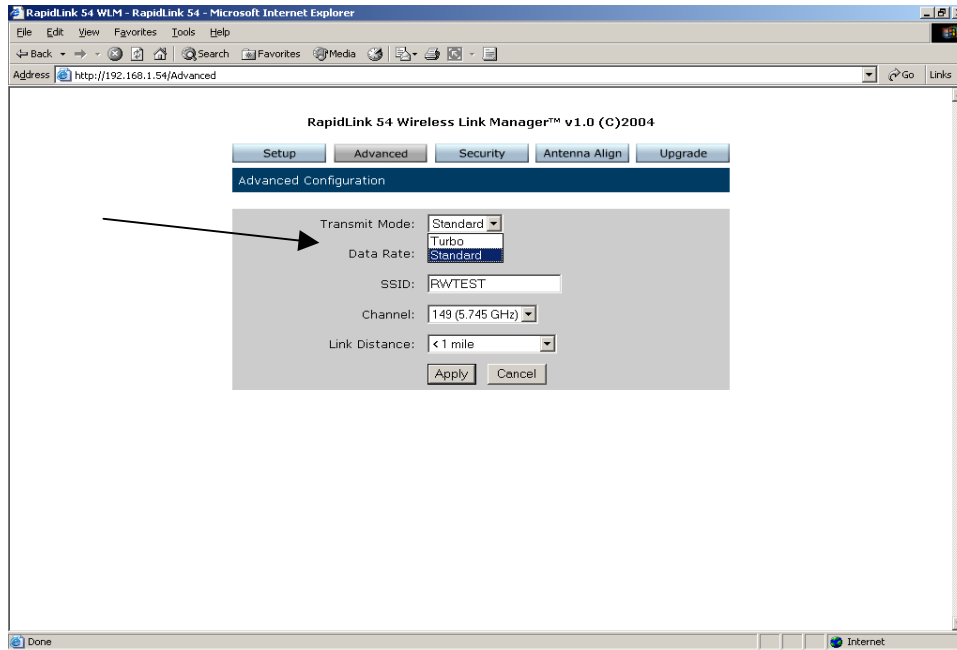 RapidLink 54 WLM - RapidLink 54 - Microsoft Internet Explorer
File Edit View Favorites Tools Help
Back Search Favorites Media
Address http://192.168.1.54/Advanced Go Links
RapidLink 54 Wireless Link Manager™ v1.0 (C)2004
Setup Advanced Security Antenna Align Upgrade
Advanced Configuration
Transmit Mode: Standard
Turbo
Data Rate: Standard
SSID: RWTEST
Channel: 149 (5.745 GHz)
Link Distance: < 1 mile
Apply Cancel
Done Internet